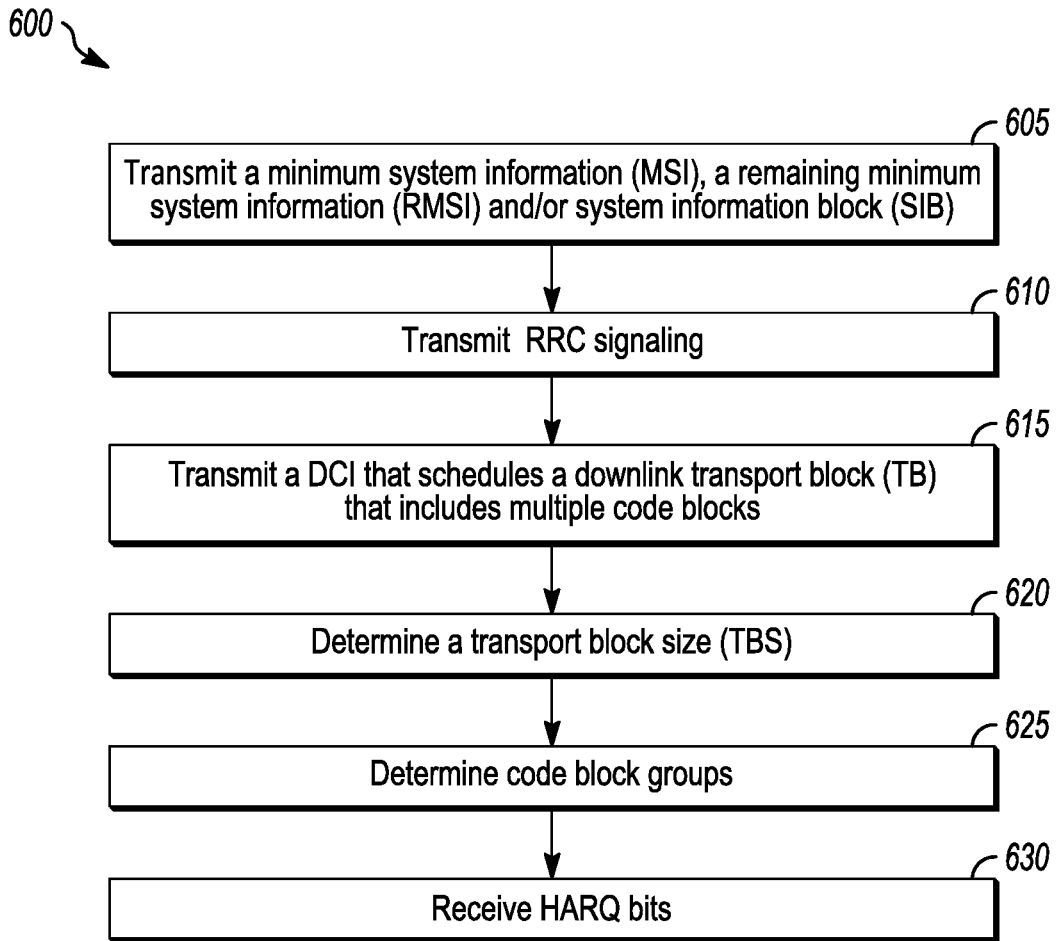 600
605
Transmit a minimum system information (MSI), a remaining minimum
system information (RMSI) and/or system information block (SIB)
610
Transmit RRC signaling
615
Transmit a DCI that schedules a downlink transport block (TB)
that includes multiple code blocks
620
Determine a transport block size (TBS)
625
Determine code block groups
630
Receive HARQ bits